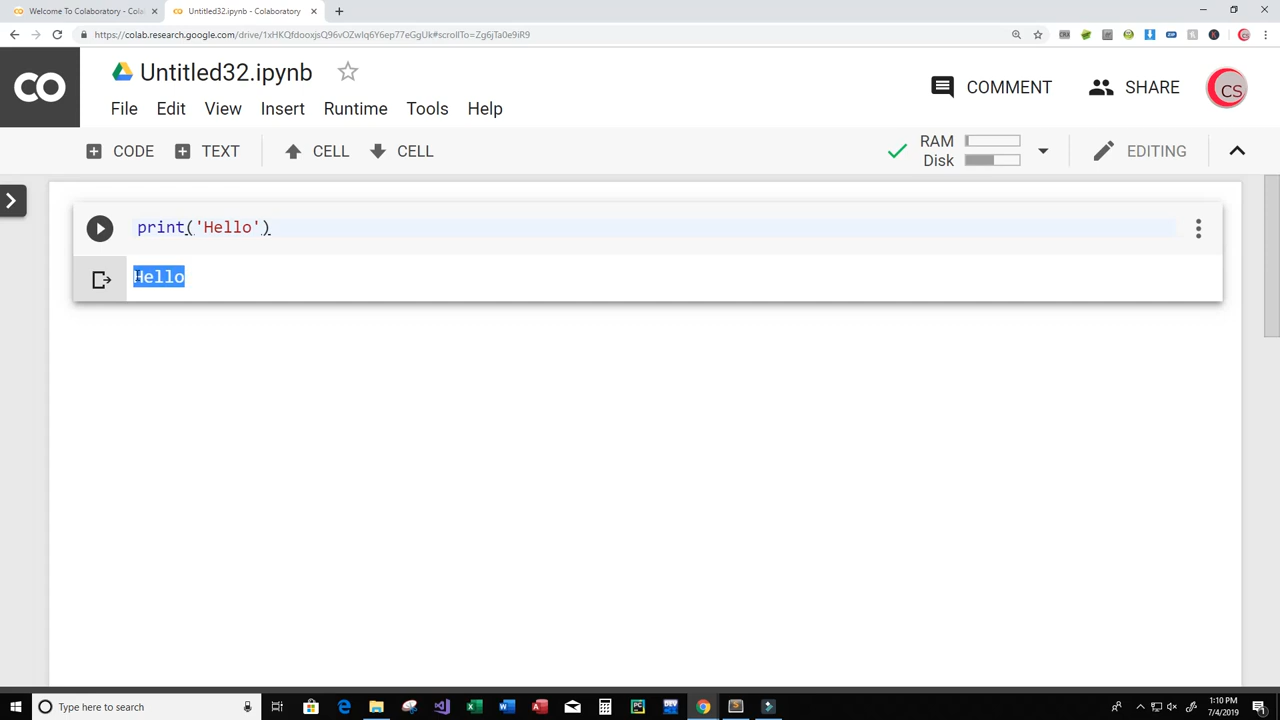 Welcome To Colaboratory - Cola
Untitled32.ipynb - Colaboratory
https://colab.research.google.com/drive/1xHKQfdooxjsQ96vOZwIq6Y6ep77eGgUk#scrollTo=Zg6jTa0e9iR9
CO
Untitled32.ipynb
COMMENT
SHARE
CS
File Edit View Insert Runtime Tools Help
CODE
TEXT
CELL
CELL
RAM
Disk
EDITING
print('Hello')
Hello
Type here to search
1:10 PM
7/4/2019